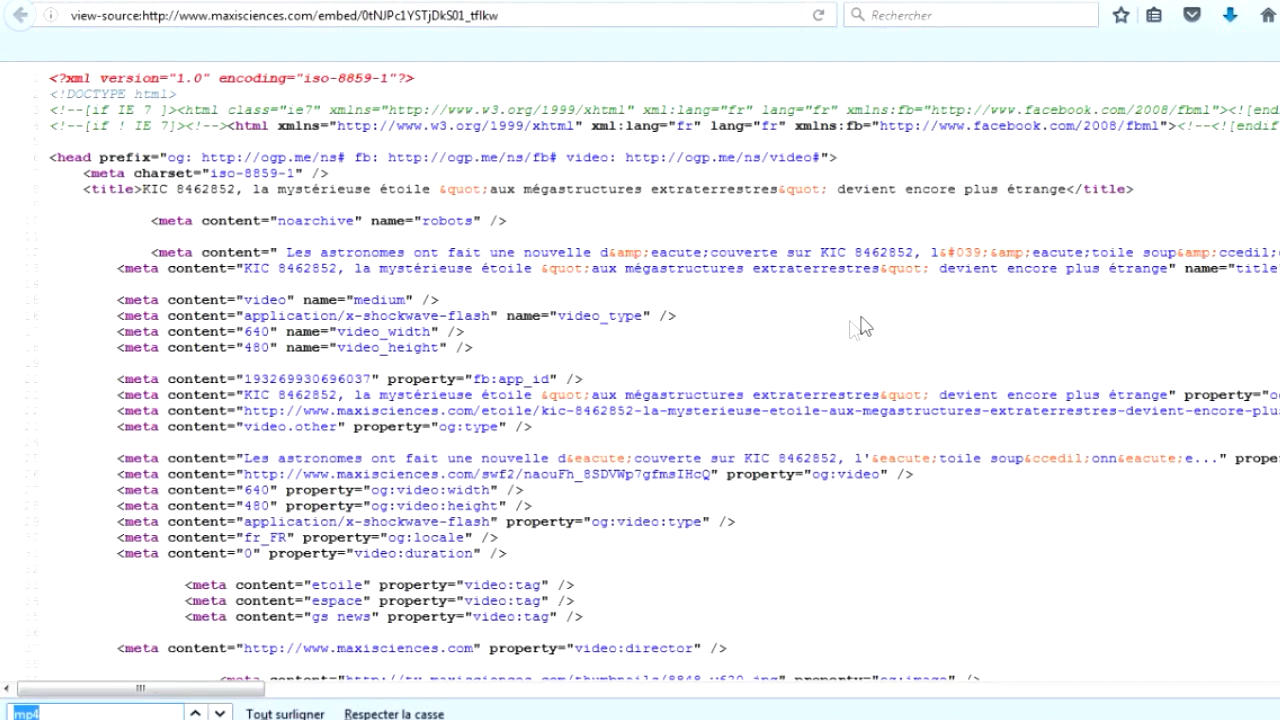 view-source:http://www.maxisciences.com/embed/0tNJPc1YSTjDkS01_tfIkw
Rechercher
<?xml version="1.0" encoding="iso-8859-1"?>
<!DOCTYPE html>
<!--[if IE 7 ]><html class="ie7" xmlns="http://www.w3.org/1999/xhtml" xml:lang="fr" lang="fr" xmlns:fb="http://www.facebook.com/2008/fbml"><![end
<!--[if ! IE 7]><!--><html xmlns="http://www.w3.org/1999/xhtml" xml:lang="fr" lang="fr" xmlns:fb="http://www.facebook.com/2008/fbml"><!--<![endif
<head prefix="og: http://ogp.me/ns# fb: http://ogp.me/ns/fb# video: http://ogp.me/ns/video#">
<meta charset="iso-8859-1" />
<title>KIC 8462852, la mystérieuse étoile &quot;aux mégastructures extraterrestres&quot; devient encore plus étrange</title>
<meta content="noarchive" name="robots" />
<meta content=" Les astronomes ont fait une nouvelle d&amp;eacute;couverte sur KIC 8462852, l&#039;&amp;eacute;toile soup&amp;ccedil;
<meta content="KIC 8462852, la mystérieuse étoile &quot;aux mégastructures extraterrestres&quot; devient encore plus étrange" name="title
<meta content="video" name="medium" />
<meta content="application/x-shockwave-flash" name="video_type" />
<meta content="640" name="video_width" />
<meta content="480" name="video_height" />
<meta content="193269930696037" property="fb:app_id" />
<meta content="KIC 8462852, la mystérieuse étoile &quot;aux mégastructures extraterrestres&quot; devient encore plus étrange" property="o
<meta content="http://www.maxisciences.com/etoile/kic-8462852-la-mysterieuse-etoile-aux-megastructures-extraterrestres-devient-encore-plu
<meta content="video.other" property="og:type" />
<meta content="Les astronomes ont fait une nouvelle d&eacute;couverte sur KIC 8462852, l'&eacute;toile soup&ccedil;onn&eacute;e..." prope
<meta content="http://www.maxisciences.com/swf2/naouFh_8SDVWp7gfmsIHcQ" property="og:video" />
<meta content="640" property="og:video:width" />
<meta content="480" property="og:video:height" />
<meta content="application/x-shockwave-flash" property="og:video:type" />
<meta content="fr_FR" property="og:locale" />
<meta content="0" property="video:duration" />
<meta content="etoile" property="video:tag" />
<meta content="espace" property="video:tag" />
<meta content="gs news" property="video:tag" />
<meta content="http://www.maxisciences.com" property="video:director" />
<meta content="http://tv.maxisciences.com/thumbnails/8848_v620.jpg" property="og:image" />
mp4
Tout surligner Respecter la casse